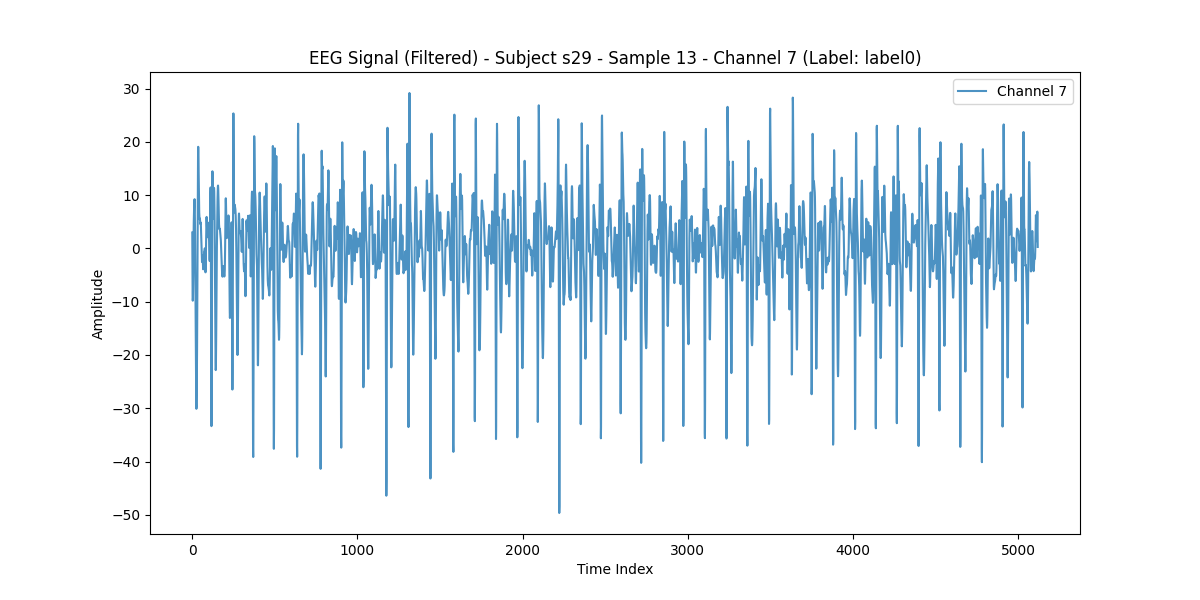 EEG Signal (Filtered) - Subject s29 - Sample 13 - Channel 7 (Label: label0)
Channel 7
30
20
10
0
−10
−20
−30
−40
−50
Amplitude
0 1000 2000 3000 4000 5000
Time Index